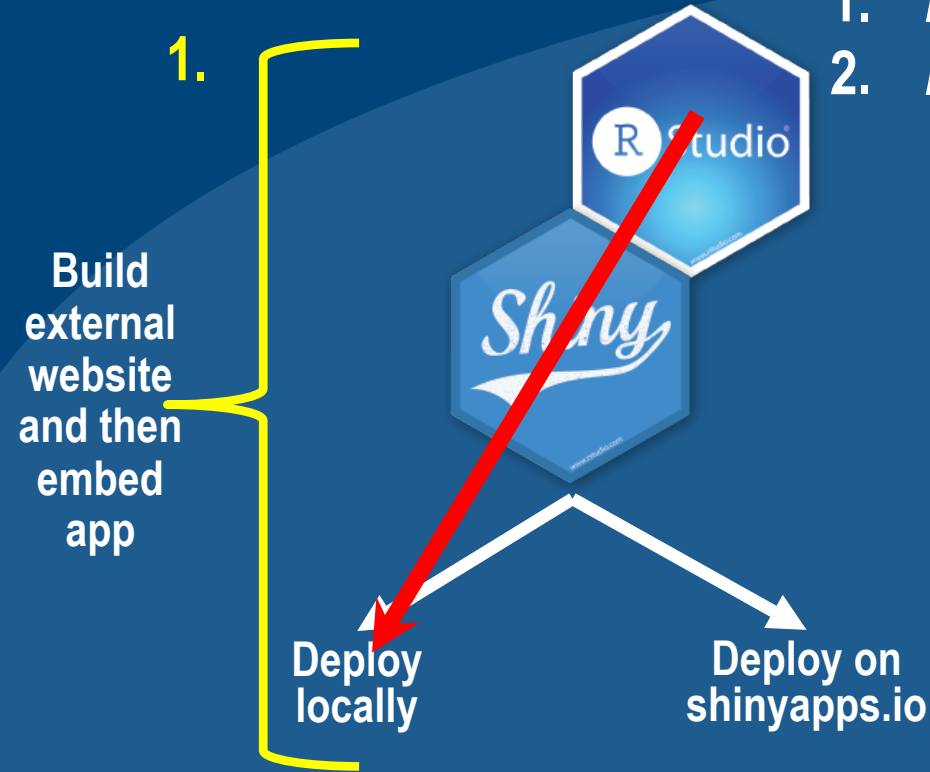 1.
1.
2.
R Studio
Shiny
Build
external
website
and then
embed
app
Deploy
locally
Deploy on
shinyapps.io